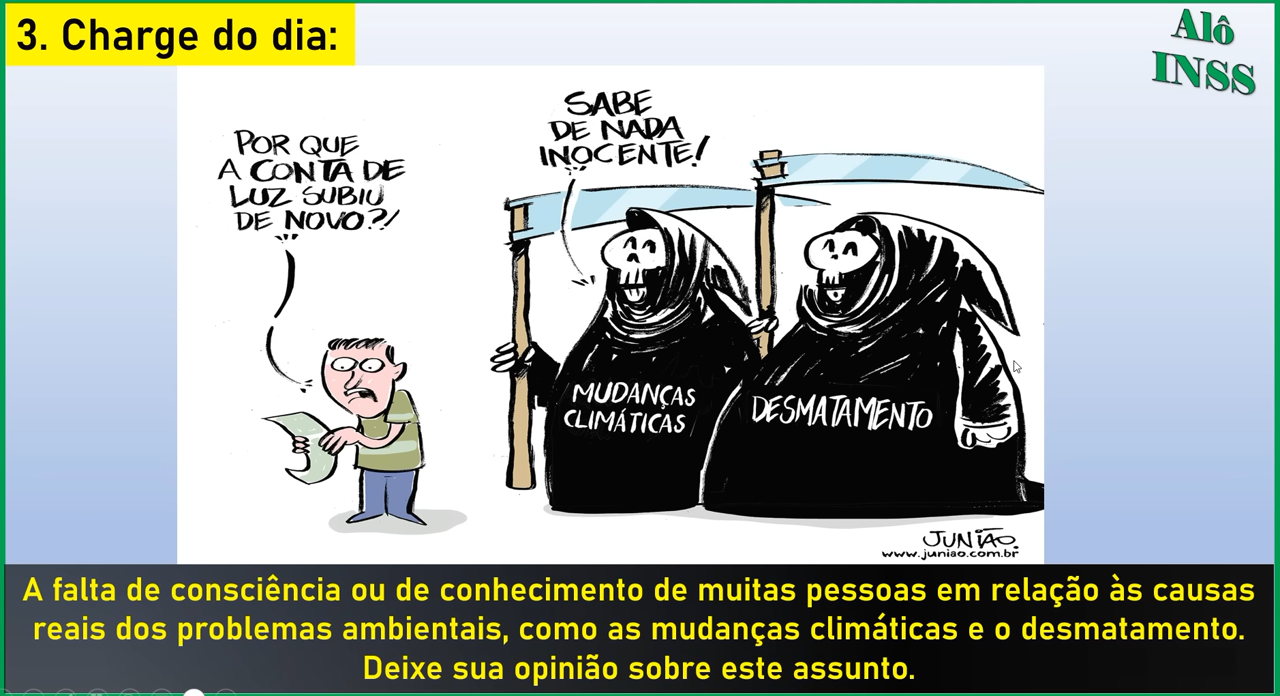 3. Charge do dia:
Alô
INSS
POR QUE
A CONTA DE
LUZ SUBIU
DE NOVO?!
SABE
DE NADA
INOCENTE!
MUDANÇAS
CLIMÁTICAS
DESMATAMENTO
JUNIÃO.
www.juniao.com.br
A falta de consciência ou de conhecimento de muitas pessoas em relação às causas
reais dos problemas ambientais, como as mudanças climáticas e o desmatamento.
Deixe sua opinião sobre este assunto.